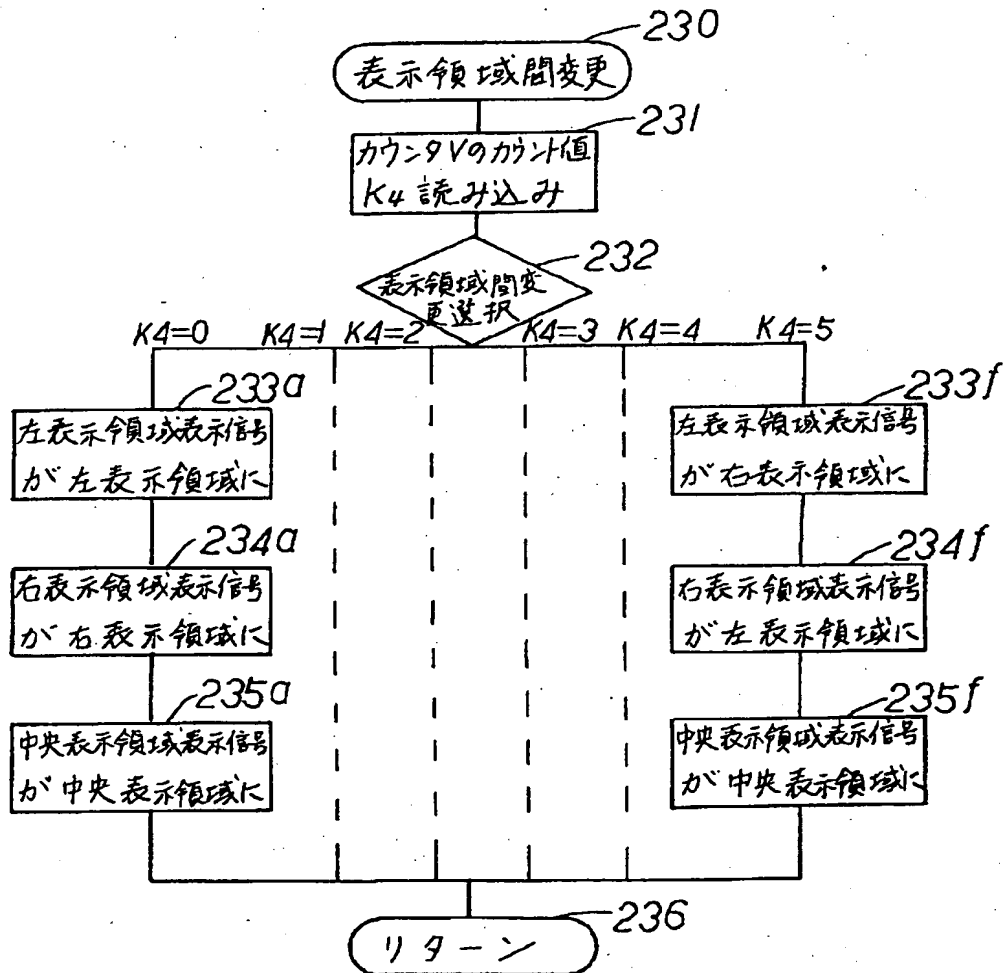 230
表示領域間変更
231
カウンタVのカウント値
K4 読み込み
232
表示領域間変
更選択
K4=0 K4=1 K4=2 K4=3 K4=4 K4=5
233a
左表示領域表示信号
が左表示領域に
233f
左表示領域表示信号
が右表示領域に
234a
右表示領域表示信号
が右表示領域に
234f
右表示領域表示信号
が左表示領域に
235a
中央表示領域表示信号
が中央表示領域に
235f
中央表示領域表示信号
が中央表示領域に
236
リターン